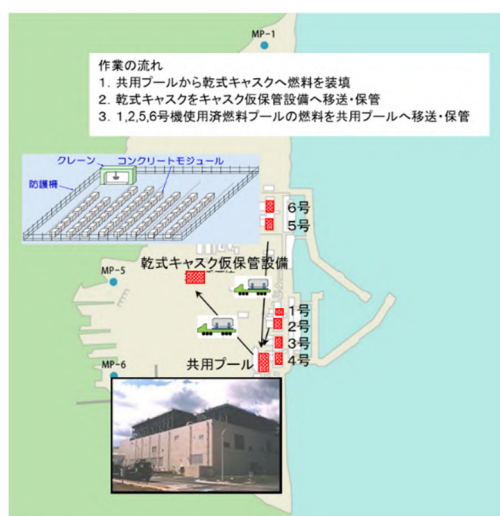 MP-1
作業の流れ
1. 共用プールから乾式キャスクへ燃料を装填
2. 乾式キャスクをキャスク仮保管設備へ移送・保管
3. 1,2,5,6号機使用済燃料プールの燃料を共用プールへ移送・保管
クレーン
コンクリートモジュール
防護柵
6号
5号
乾式キャスク仮保管設備
MP-5
1号
2号
3号
4号
共用プール
MP-6